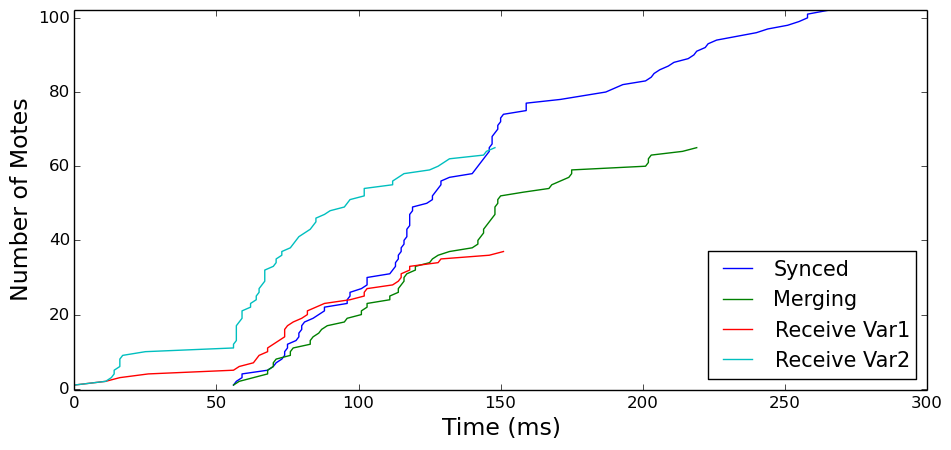 100
80
60
40
20
0
Number of Motes
0 50 100 150 200 250 300
Time (ms)
Synced
Merging
Receive Var1
Receive Var2